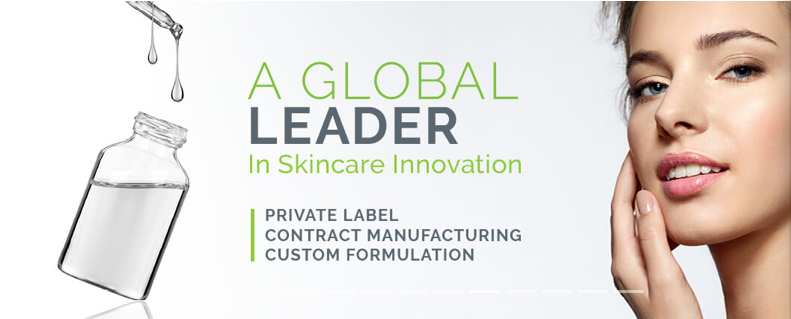 A GLOBAL
LEADER
In Skincare Innovation
PRIVATE LABEL
CONTRACT MANUFACTURING
CUSTOM FORMULATION